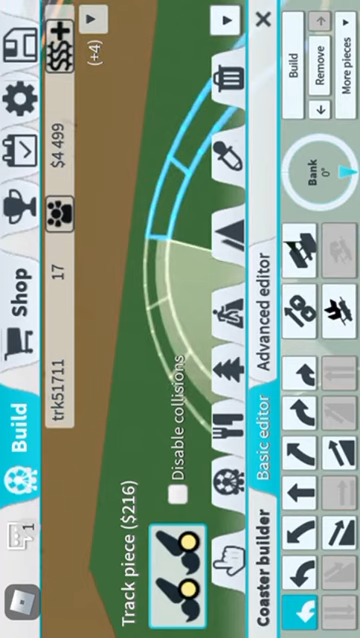 1
Build
Shop
trk51711
17
$4 499
(+4)
Track piece ($216)
Disable collisions
Coaster builder
Basic editor
Advanced editor
Bank
0°
Build
Remove
More pieces